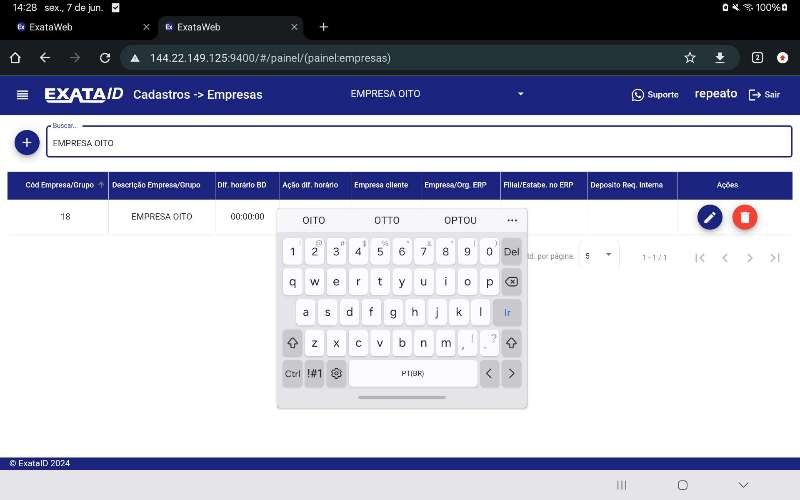 14:28 sex., 7 de jun. 100%
ExataWeb ExataWeb
144.22.149.125:9400/#/painel/(painel:empresas) 2
EXATAID Cadastros -> Empresas EMPRESA OITO Suporte repeato Sair
Buscar...
EMPRESA OITO
Cód Empresa/Grupo Descrição Empresa/Grupo Dif. horário BD Ação dif. horário Empresa cliente Empresa/Org. ERP Filial/Estabe. no ERP Deposito Req. Interna Ações
18 EMPRESA OITO 00:00:00
OITO OTTO OPTOU ...
1 2 3 4 5 6 7 8 9 0 Del
por página: 5 1 - 1 / 1
q w e r t y u i o p
a s d f g h j k l Ir
z x c v b n m , ! . ?
Ctrl !#1 PT(BR)
© ExataID 2024